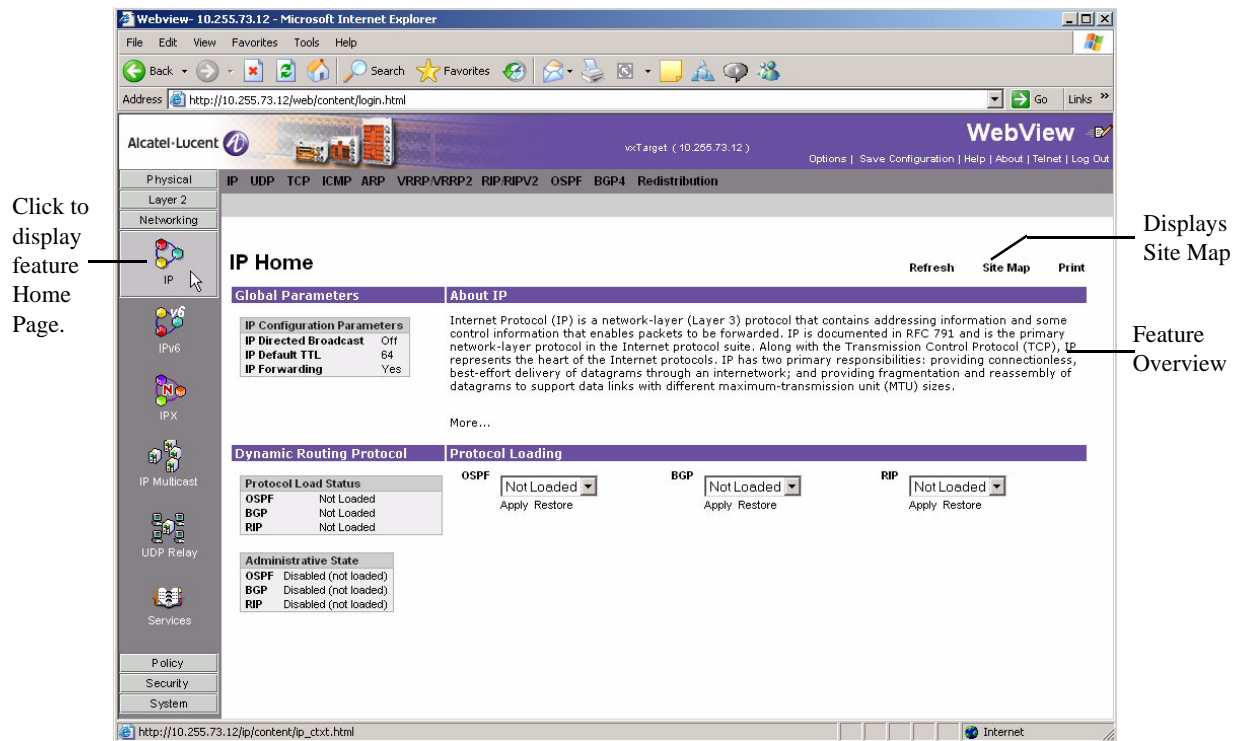 Webview- 10.255.73.12 - Microsoft Internet Explorer
File Edit View Favorites Tools Help
Back Search Favorites
Address http://10.255.73.12/web/content/login.html Go Links »
Alcatel·Lucent
vxTarget ( 10.255.73.12 )
WebView
Options | Save Configuration | Help | About | Telnet | Log Out
Physical
Layer 2
Networking
IP UDP TCP ICMP ARP VRRP/VRRP2 RIP/RIPV2 OSPF BGP4 Redistribution
Click to
display
feature
Home
Page.
IP
IPv6
IPX
IP Multicast
UDP Relay
Services
Policy
Security
System
IP Home
Refresh Site Map Print
Displays
Site Map
Global Parameters
IP Configuration Parameters
IP Directed Broadcast Off
IP Default TTL 64
IP Forwarding Yes
About IP
Internet Protocol (IP) is a network-layer (Layer 3) protocol that contains addressing information and some
control information that enables packets to be forwarded. IP is documented in RFC 791 and is the primary
network-layer protocol in the Internet protocol suite. Along with the Transmission Control Protocol (TCP), IP
represents the heart of the Internet protocols. IP has two primary responsibilities: providing connectionless,
best-effort delivery of datagrams through an internetwork; and providing fragmentation and reassembly of
datagrams to support data links with different maximum-transmission unit (MTU) sizes.
More...
Feature
Overview
Dynamic Routing Protocol
Protocol Load Status
OSPF Not Loaded
BGP Not Loaded
RIP Not Loaded
Administrative State
OSPF Disabled (not loaded)
BGP Disabled (not loaded)
RIP Disabled (not loaded)
Protocol Loading
OSPF Not Loaded
Apply Restore
BGP Not Loaded
Apply Restore
RIP Not Loaded
Apply Restore
http://10.255.73.12/ip/content/ip_ctxt.html
Internet